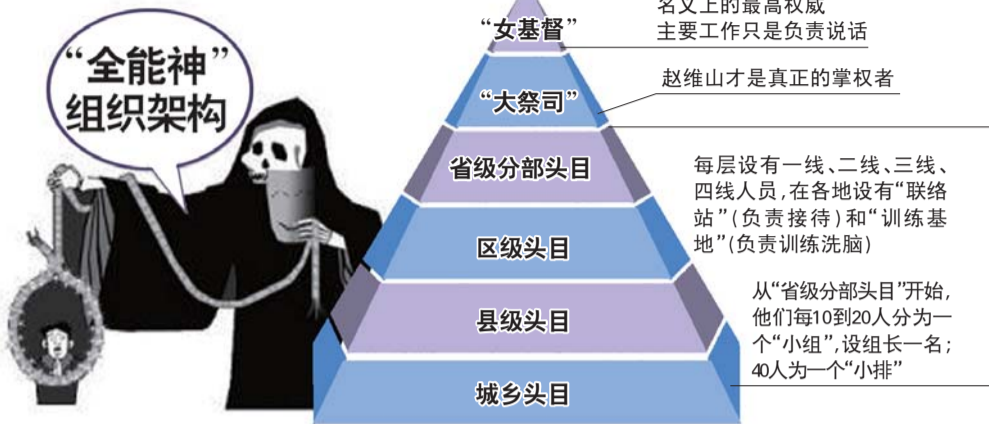 “全能神”
组织架构
“女基督”
“大祭司”
省级分部头目
区级头目
县级头目
城乡头目
名义上的最高权威
主要工作只是负责说话
赵维山才是真正的掌权者
每层设有一线、二线、三线、
四线人员,在各地设有“联络
站”(负责接待)和“训练基
地”(负责训练洗脑)
从“省级分部头目”开始,
他们每10到20人分为一
个“小组”,设组长一名;
40人为一个“小排”